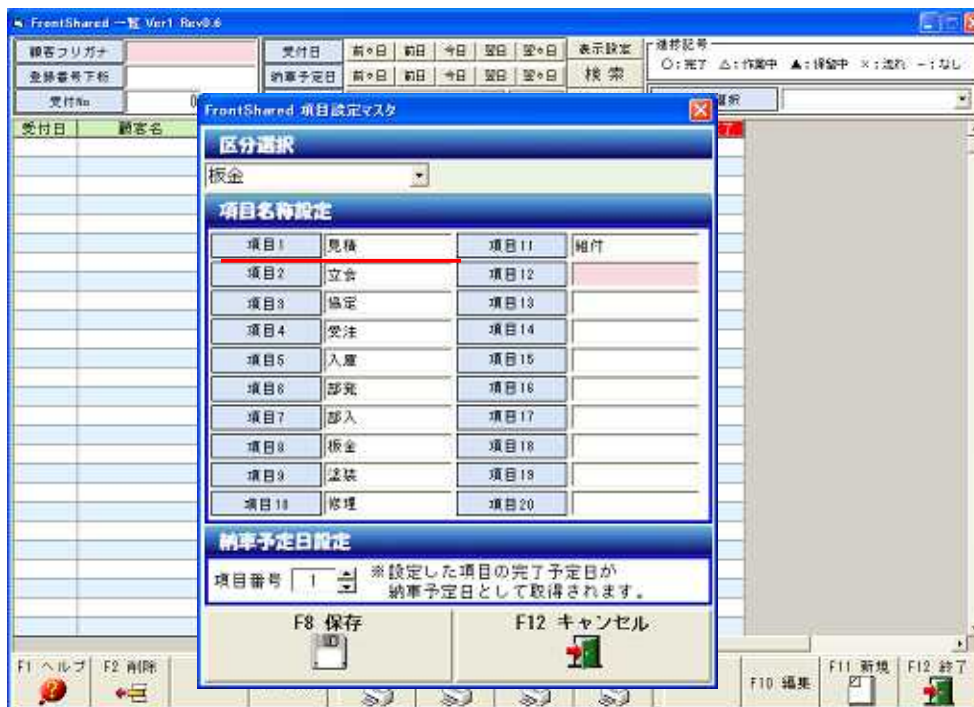 FrontShared 一覧 Ver1 Rev0.6
顧客フリガナ
受付日 前々日 前日 今日 翌日 翌々日 表示設定
進捗記号
○:完了 △:作業中 ▲:保留中 ×:流れ -:なし
登録番号下桁
納車予定日 前々日 前日 今日 翌日 翌々日 検 索
受付No
選択
FrontShared 項目設定マスタ
受付日 顧客名
区分選択
板金
項目名称設定
項目1 見積 項目11 組付
項目2 立会 項目12
項目3 協定 項目13
項目4 受注 項目14
項目5 入庫 項目15
項目6 部発 項目16
項目7 部入 項目17
項目8 板金 項目18
項目9 塗装 項目19
項目10 修理 項目20
納車予定日設定
項目番号 1 ※設定した項目の完了予定日が
納車予定日として取得されます。
F8 保存 F12 キャンセル
F1 ヘルプ F2 削除 F10 編集 F11 新規 F12 終了